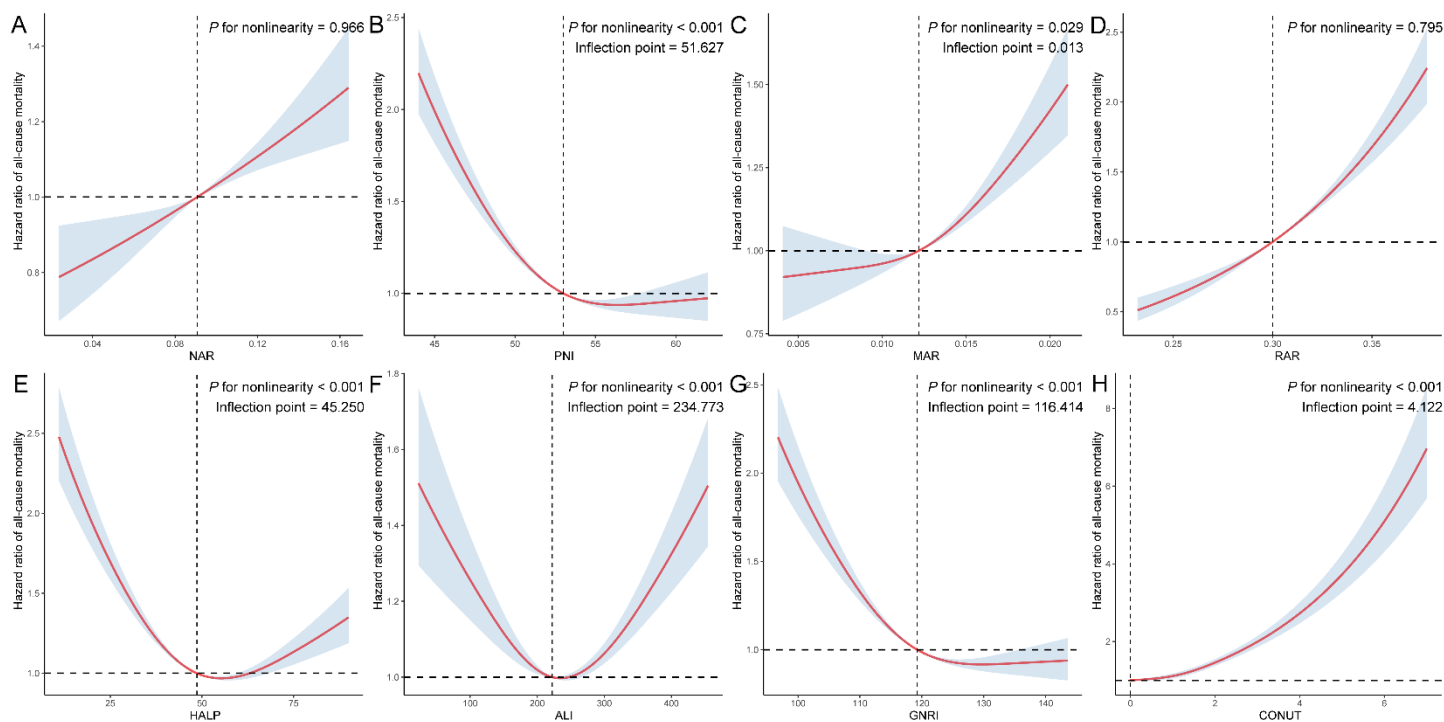 A
P for nonlinearity = 0.966
Hazard ratio of all-cause mortality
1.4
1.2
1.0
0.8
0.04
0.08
0.12
0.16
NAR
B
P for nonlinearity < 0.001
Inflection point = 51.627
Hazard ratio of all-cause mortality
2.5
2.0
1.5
1.0
45
50
55
60
PNI
C
P for nonlinearity = 0.029
Inflection point = 0.013
Hazard ratio of all-cause mortality
1.50
1.25
1.00
0.75
0.005
0.010
0.015
0.020
MAR
D
P for nonlinearity = 0.795
Hazard ratio of all-cause mortality
2.5
2.0
1.5
1.0
0.5
0.25
0.30
0.35
RAR
E
P for nonlinearity < 0.001
Inflection point = 45.250
Hazard ratio of all-cause mortality
2.5
2.0
1.5
1.0
25
50
75
HALP
F
P for nonlinearity < 0.001
Inflection point = 234.773
Hazard ratio of all-cause mortality
1.8
1.6
1.4
1.2
1.0
100
200
300
400
ALI
G
P for nonlinearity < 0.001
Inflection point = 116.414
Hazard ratio of all-cause mortality
2.5
2.0
1.5
1.0
100
110
120
130
140
GNRI
H
P for nonlinearity < 0.001
Inflection point = 4.122
Hazard ratio of all-cause mortality
8
6
4
2
0
2
4
6
CONUT